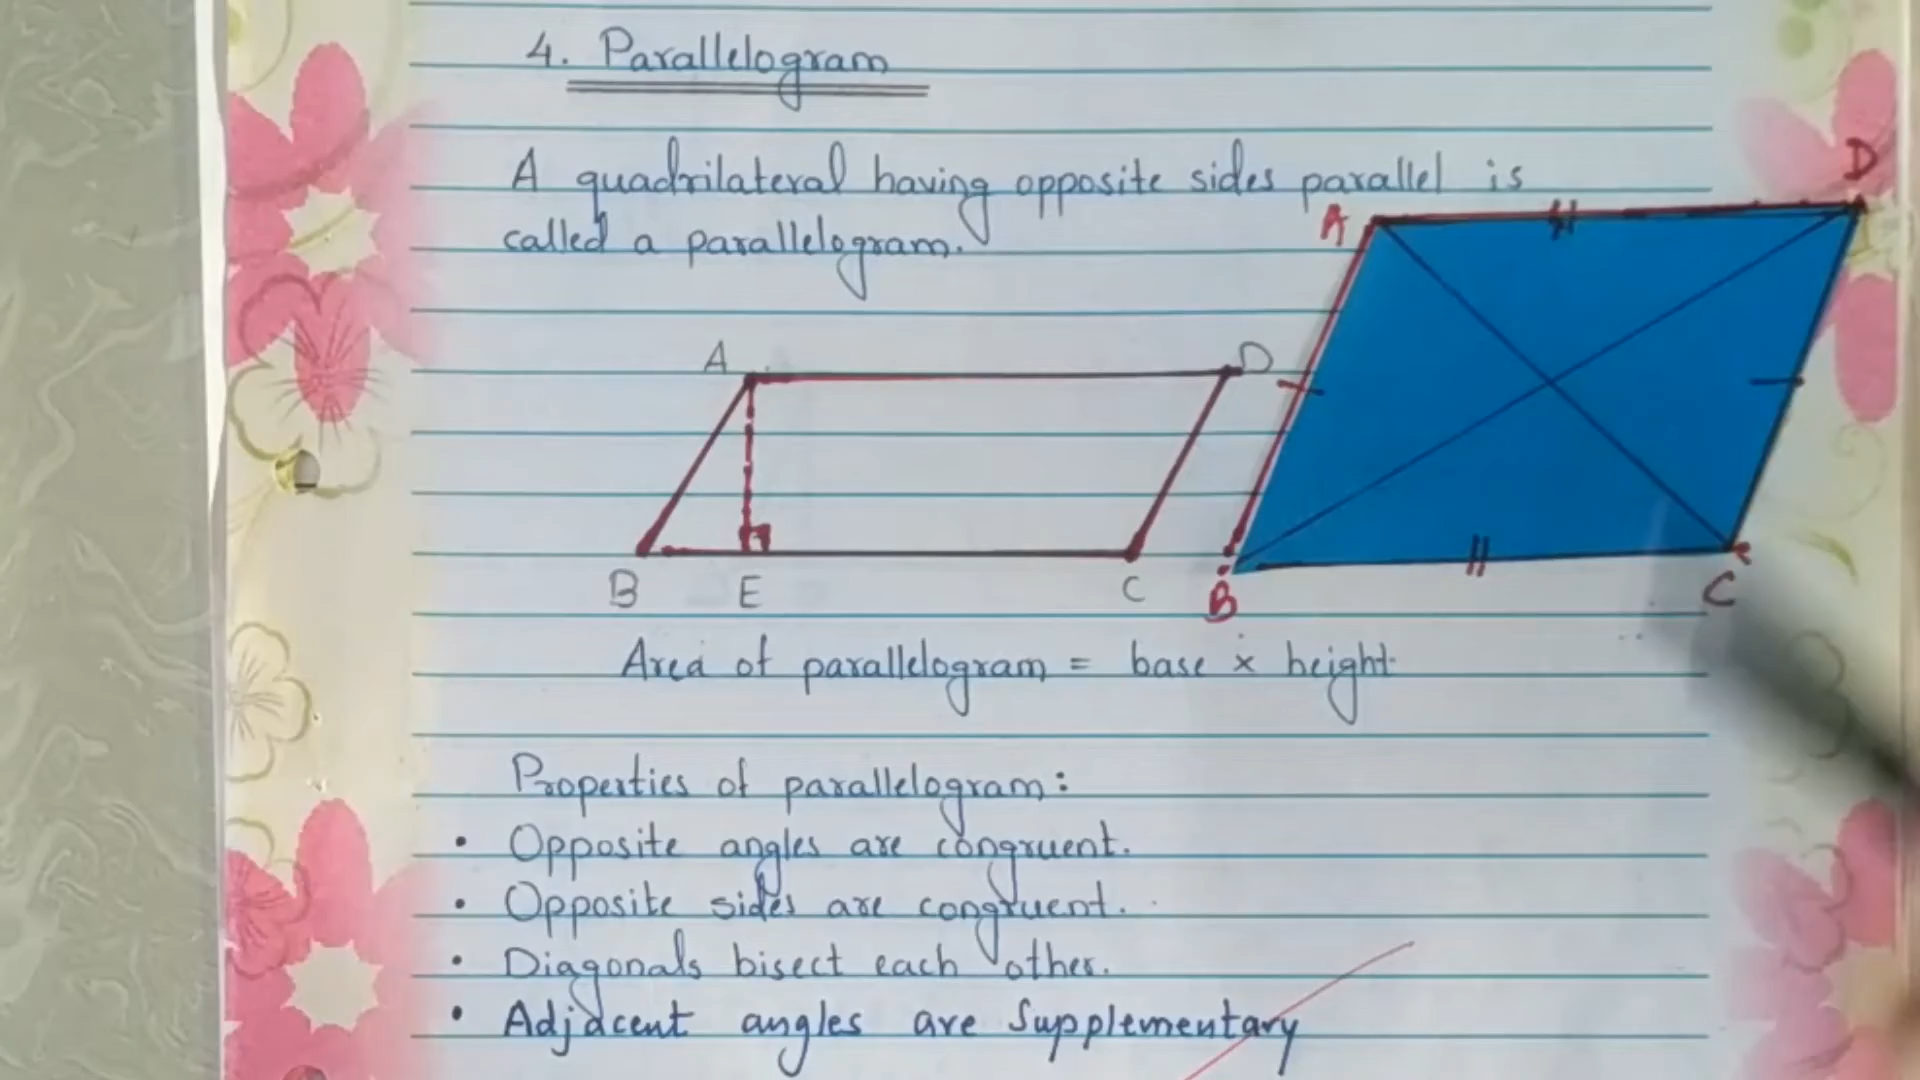 4. Parallelogram
A quadrilateral having opposite sides parallel is
called a parallelogram.
A D
B E C
A D
B C
Area of parallelogram = base × height
Properties of parallelogram:
• Opposite angles are congruent.
• Opposite sides are congruent.
• Diagonals bisect each other.
• Adjacent angles are Supplementary